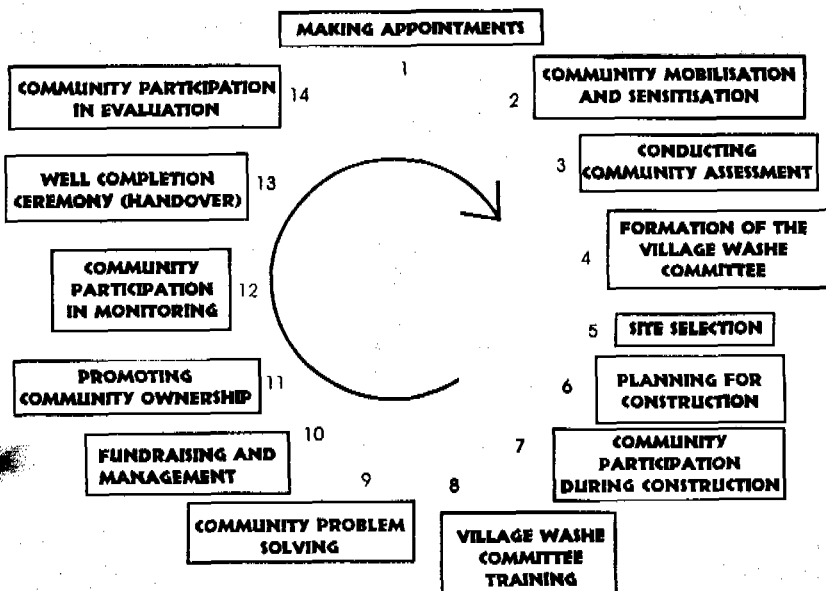 MAKING APPOINTMENTS
1
COMMUNITY MOBILISATION
AND SENSITISATION
2
CONDUCTING
COMMUNITY ASSESSMENT
3
FORMATION OF THE
VILLAGE WASHE
COMMITTEE
4
SITE SELECTION
5
PLANNING FOR
CONSTRUCTION
6
COMMUNITY
PARTICIPATION
DURING CONSTRUCTION
7
VILLAGE WASHE
COMMITTEE
TRAINING
8
COMMUNITY PROBLEM
SOLVING
9
FUNDRAISING AND
MANAGEMENT
10
PROMOTING
COMMUNITY OWNERSHIP
11
COMMUNITY
PARTICIPATION
IN MONITORING
12
WELL COMPLETION
CEREMONY (HANDOVER)
13
COMMUNITY PARTICIPATION
IN EVALUATION
14